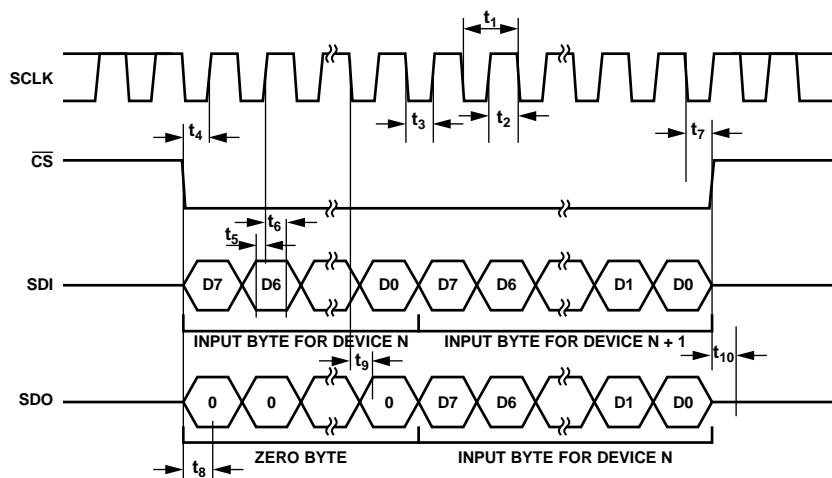 t1
SCLK
t4
t3
t2
t7
CS
t6
t5
SDI
D7
D6
D0
D7
D6
D1
D0
INPUT BYTE FOR DEVICE N
INPUT BYTE FOR DEVICE N + 1
t9
t10
SDO
0
0
0
D7
D6
D1
D0
ZERO BYTE
INPUT BYTE FOR DEVICE N
t8